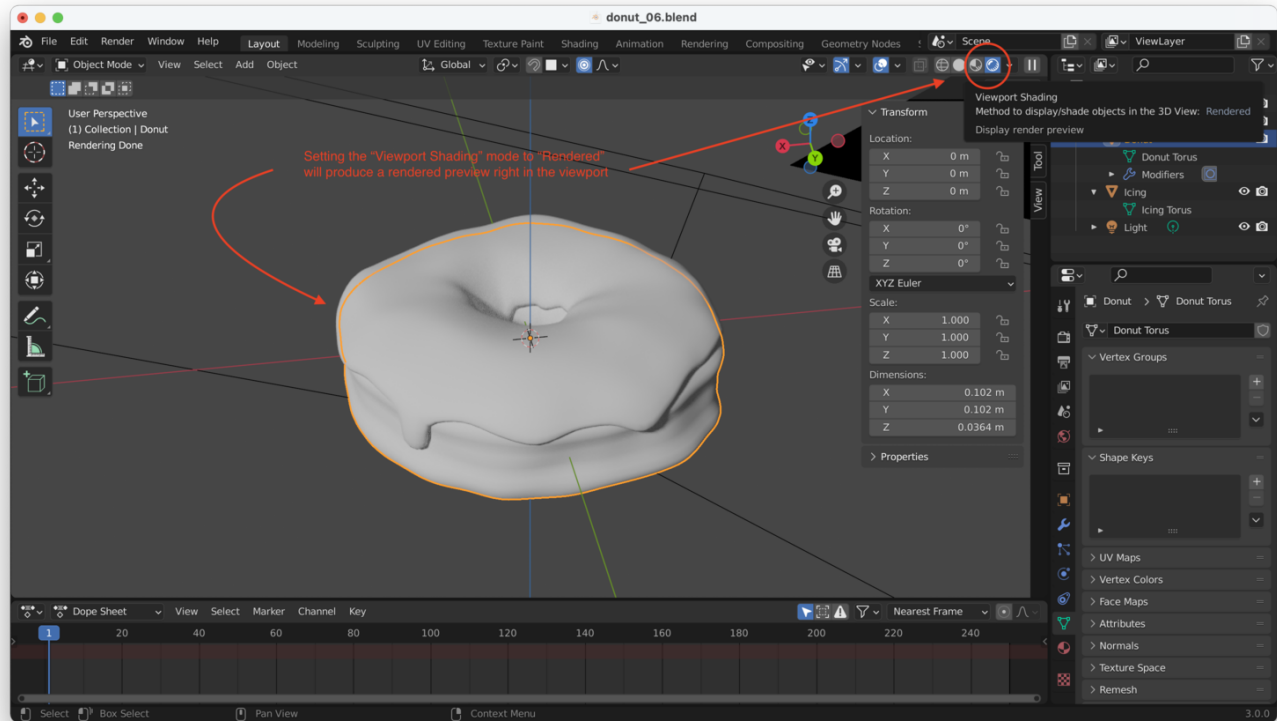 donut_06.blend
File Edit Render Window Help Layout Modeling Sculpting UV Editing Texture Paint Shading Animation Rendering Compositing Geometry Nodes Scene ViewLayer
Object Mode View Select Add Object Global
User Perspective
(1) Collection | Donut
Rendering Done
Setting the "Viewport Shading" mode to "Rendered"
will produce a rendered preview right in the viewport
Viewport Shading
Method to display/shade objects in the 3D View: Rendered
Display render preview
X
Z
Y
Transform
Location:
X 0 m
Y 0 m
Z 0 m
Rotation:
X 0°
Y 0°
Z 0°
XYZ Euler
Scale:
X 1.000
Y 1.000
Z 1.000
Dimensions:
X 0.102 m
Y 0.102 m
Z 0.0364 m
Properties
Tool
View
Donut Torus
Modifiers
Icing
Icing Torus
Light
Donut Donut Torus
Donut Torus
Vertex Groups
Shape Keys
UV Maps
Vertex Colors
Face Maps
Attributes
Normals
Texture Space
Remesh
Dope Sheet View Select Marker Channel Key Nearest Frame
1 20 40 60 80 100 120 140 160 180 200 220 240
Select Box Select Pan View Context Menu 3.0.0